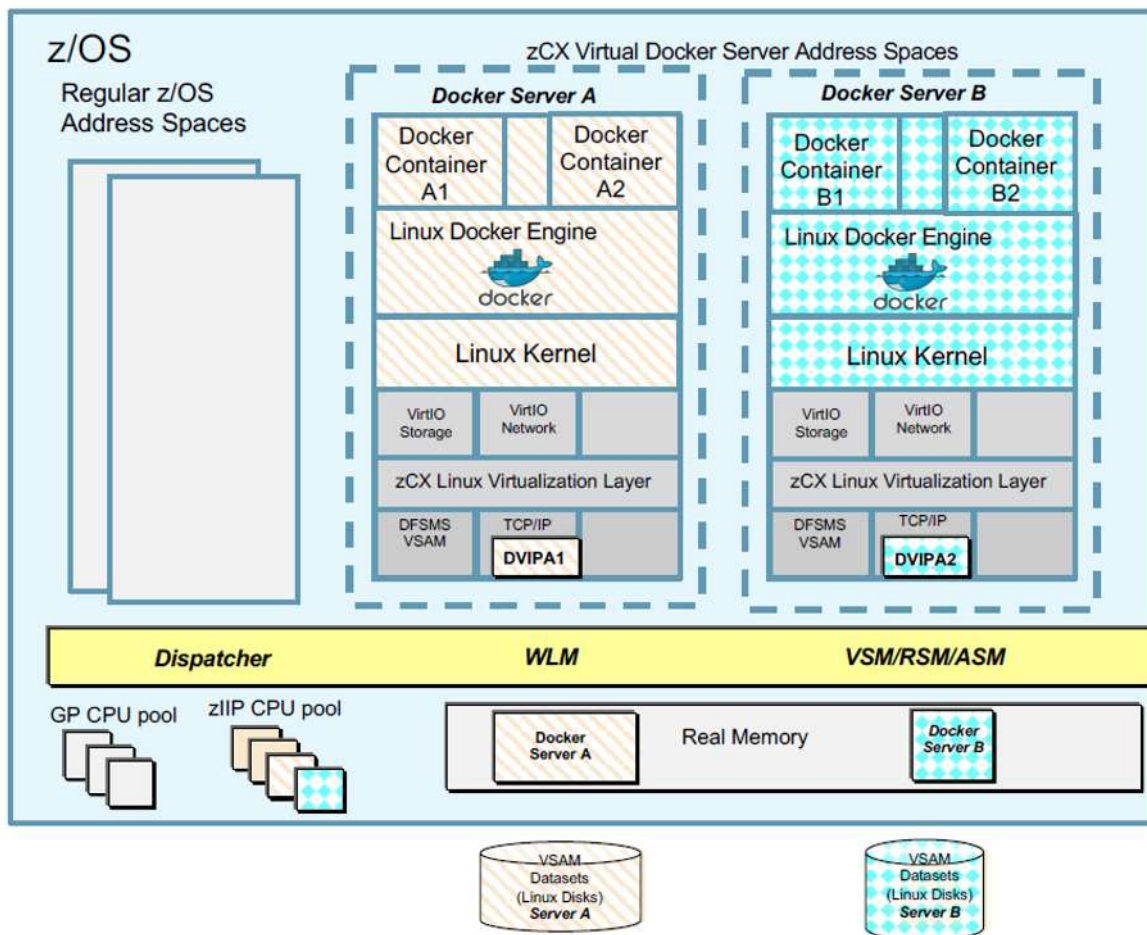 z/OS
Regular z/OS
Address Spaces
zCX Virtual Docker Server Address Spaces
Docker Server A
Docker
Container
A1
Docker
Container
A2
Linux Docker Engine
docker
Linux Kernel
VirtIO
Storage
VirtIO
Network
zCX Linux Virtualization Layer
DFSMS
VSAM
TCP/IP
DVIPA1
Docker Server B
Docker
Container
B1
Docker
Container
B2
Linux Docker Engine
docker
Linux Kernel
VirtIO
Storage
VirtIO
Network
zCX Linux Virtualization Layer
DFSMS
VSAM
TCP/IP
DVIPA2
Dispatcher
WLM
VSM/RSM/ASM
GP CPU pool
zIIP CPU pool
Docker
Server A
Real Memory
Docker
Server B
VSAM
Datasets
(Linux Disks)
Server A
VSAM
Datasets
(Linux Disks)
Server B